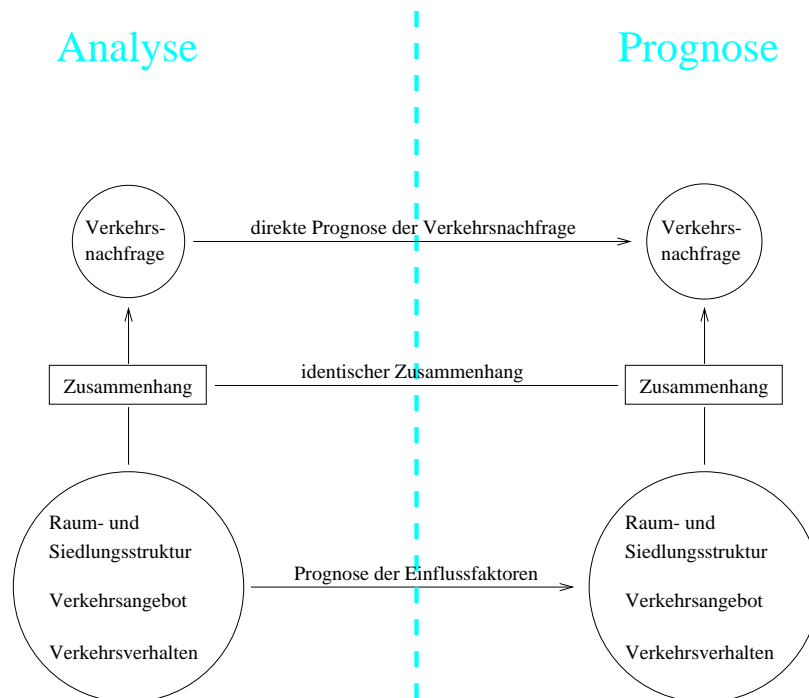 Analyse
Prognose
Verkehrs-
nachfrage
direkte Prognose der Verkehrsnachfrage
Verkehrs-
nachfrage
Zusammenhang
identischer Zusammenhang
Zusammenhang
Raum- und
Siedlungsstruktur
Verkehrsangebot
Verkehrsverhalten
Prognose der Einflussfaktoren
Raum- und
Siedlungsstruktur
Verkehrsangebot
Verkehrsverhalten